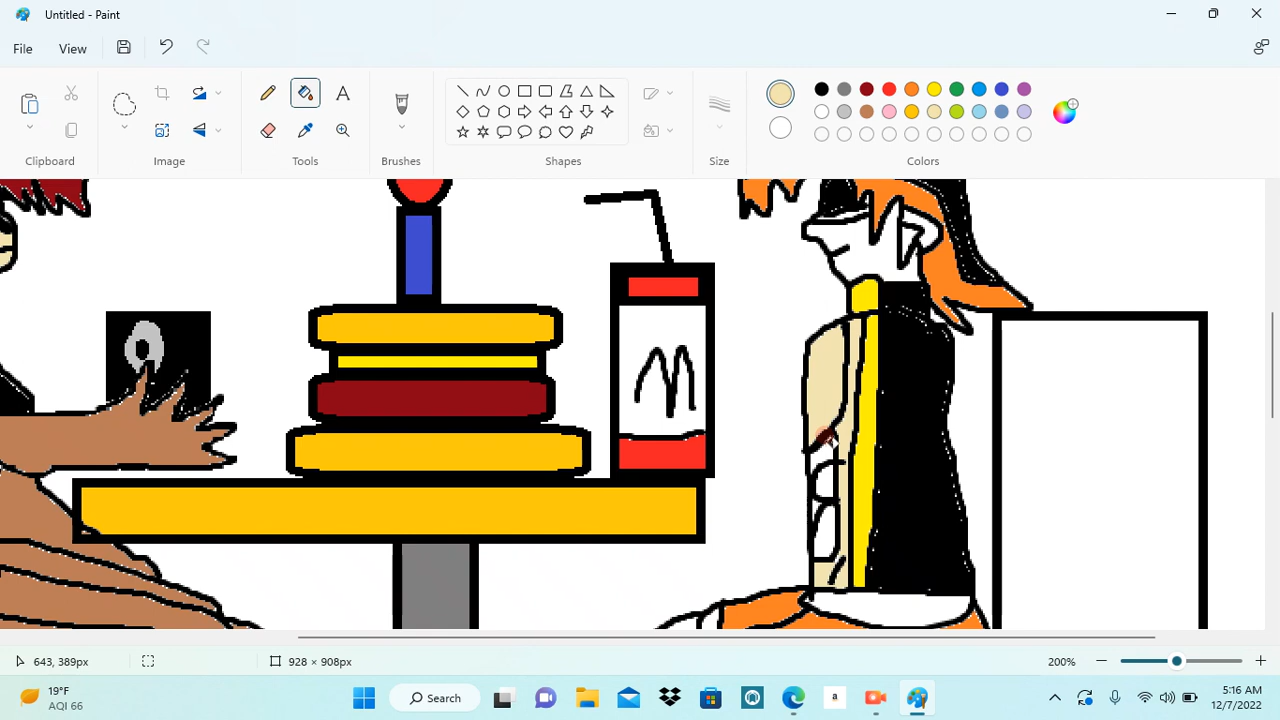 Untitled - Paint
File View
Clipboard Image Tools Brushes Shapes Size Colors
M
643, 389px 928 × 908px 200%
19°F
AQI 66
Search
a
5:16 AM
12/7/2022